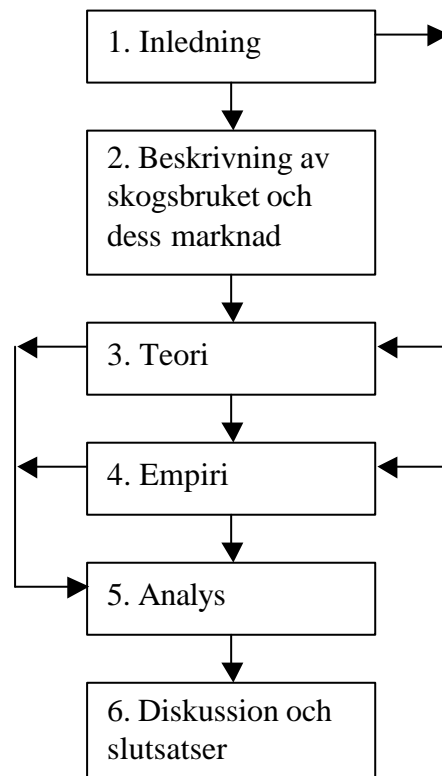 1. Inledning
2. Beskrivning av
skogsbruket och
dess marknad
3. Teori
4. Empiri
5. Analys
6. Diskussion och
slutsatser